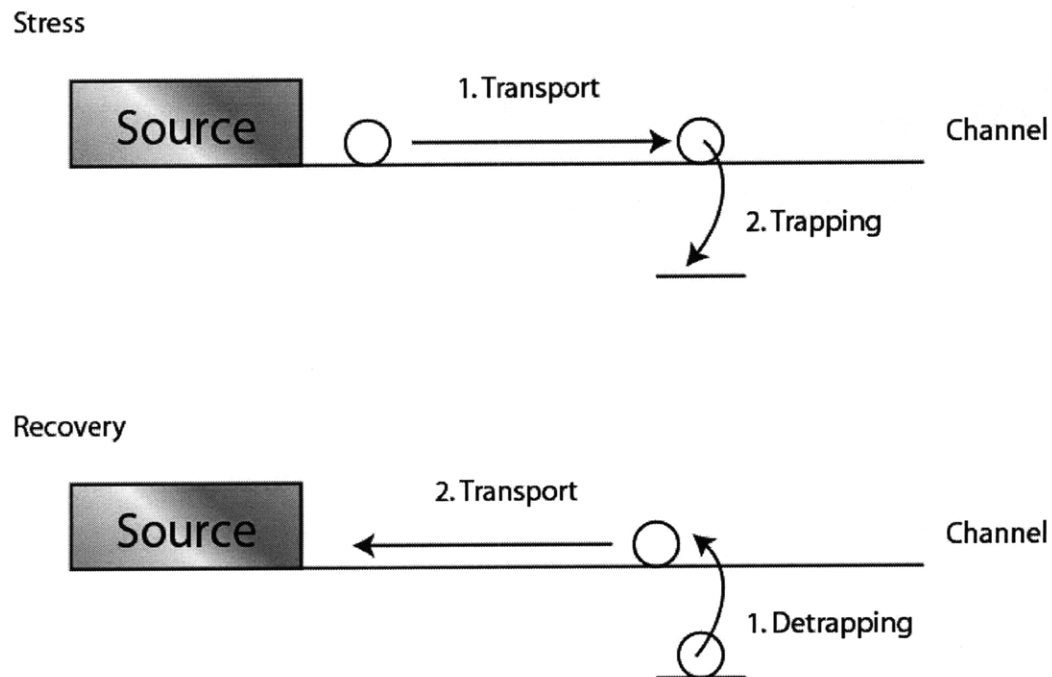 Stress
Source
1. Transport
Channel
2. Trapping
Recovery
Source
2. Transport
Channel
1. Detrapping